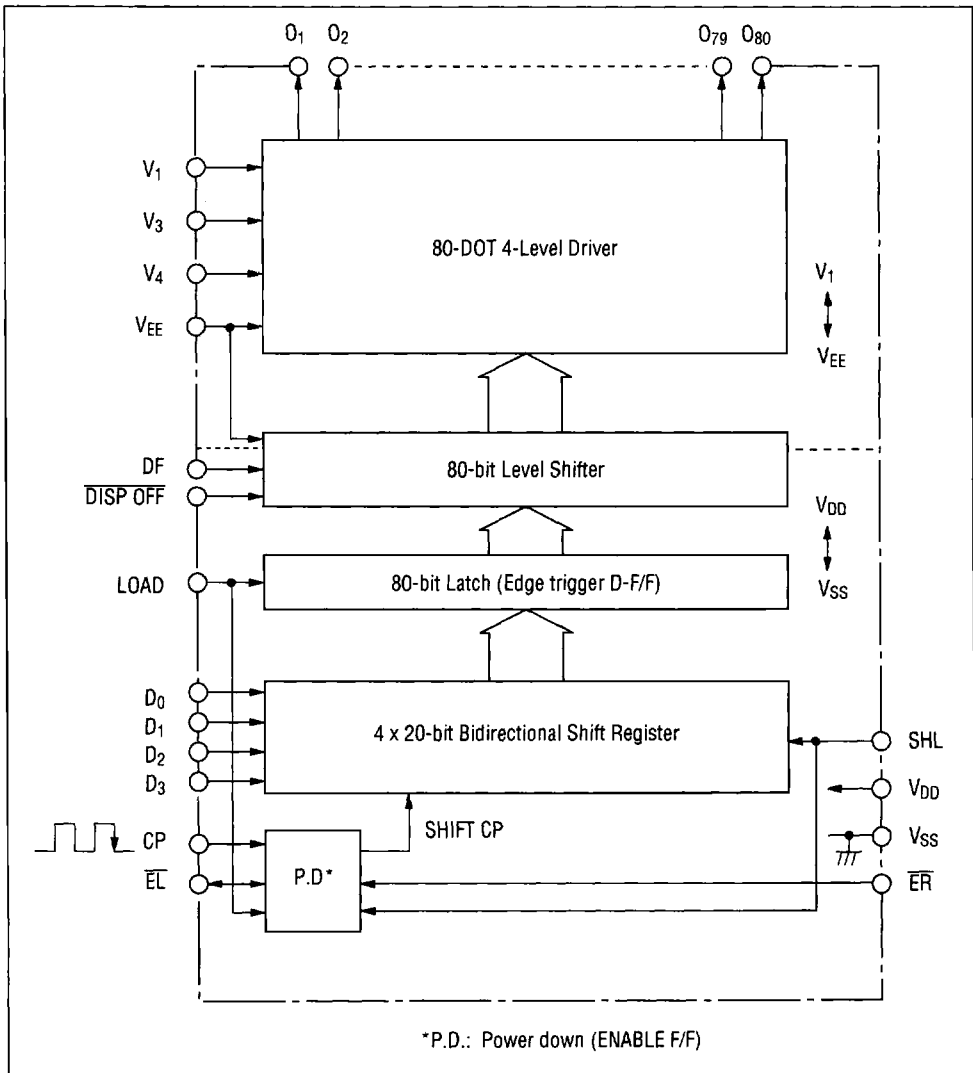 O1 O2 O79 O80
V1
V3
80-DOT 4-Level Driver
V4
V1
VEE
VEE
DF
80-bit Level Shifter
DISP OFF
VDD
LOAD
80-bit Latch (Edge trigger D-F/F)
VSS
D0
D1
4 x 20-bit Bidirectional Shift Register
SHL
D2
D3
VDD
CP
SHIFT CP
VSS
EL
P.D*
ER
*P.D.: Power down (ENABLE F/F)